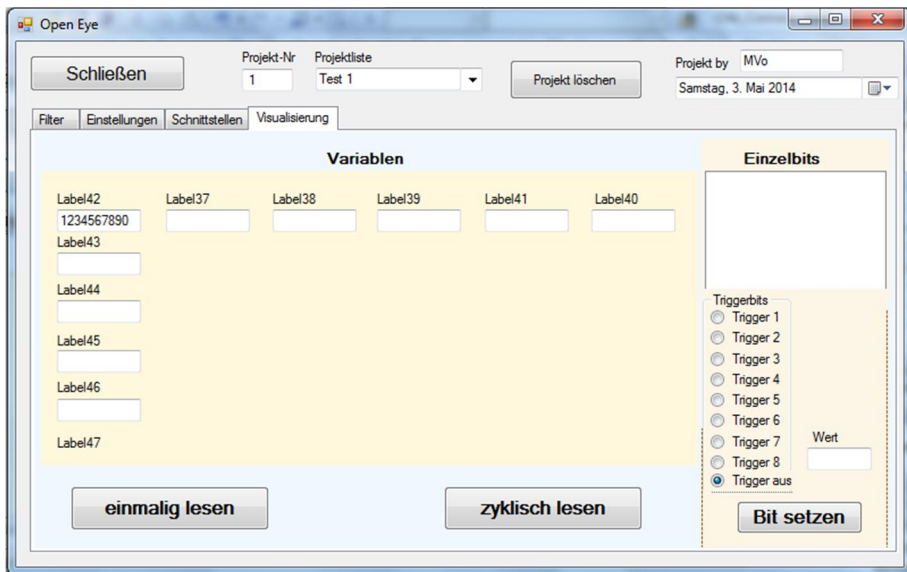 Open Eye
Schließen
Projekt-Nr
1
Projektliste
Test 1
Projekt löschen
Projekt by
MVo
Samstag, 3. Mai 2014
Filter Einstellungen Schnittstellen Visualisierung
Variablen
Label42 Label37 Label38 Label39 Label41 Label40
1234567890
Label43
Label44
Label45
Label46
Label47
einmalig lesen
zyklisch lesen
Einzelbits
Triggerbits
Trigger 1
Trigger 2
Trigger 3
Trigger 4
Trigger 5
Trigger 6
Trigger 7
Trigger 8
Trigger aus
Wert
Bit setzen